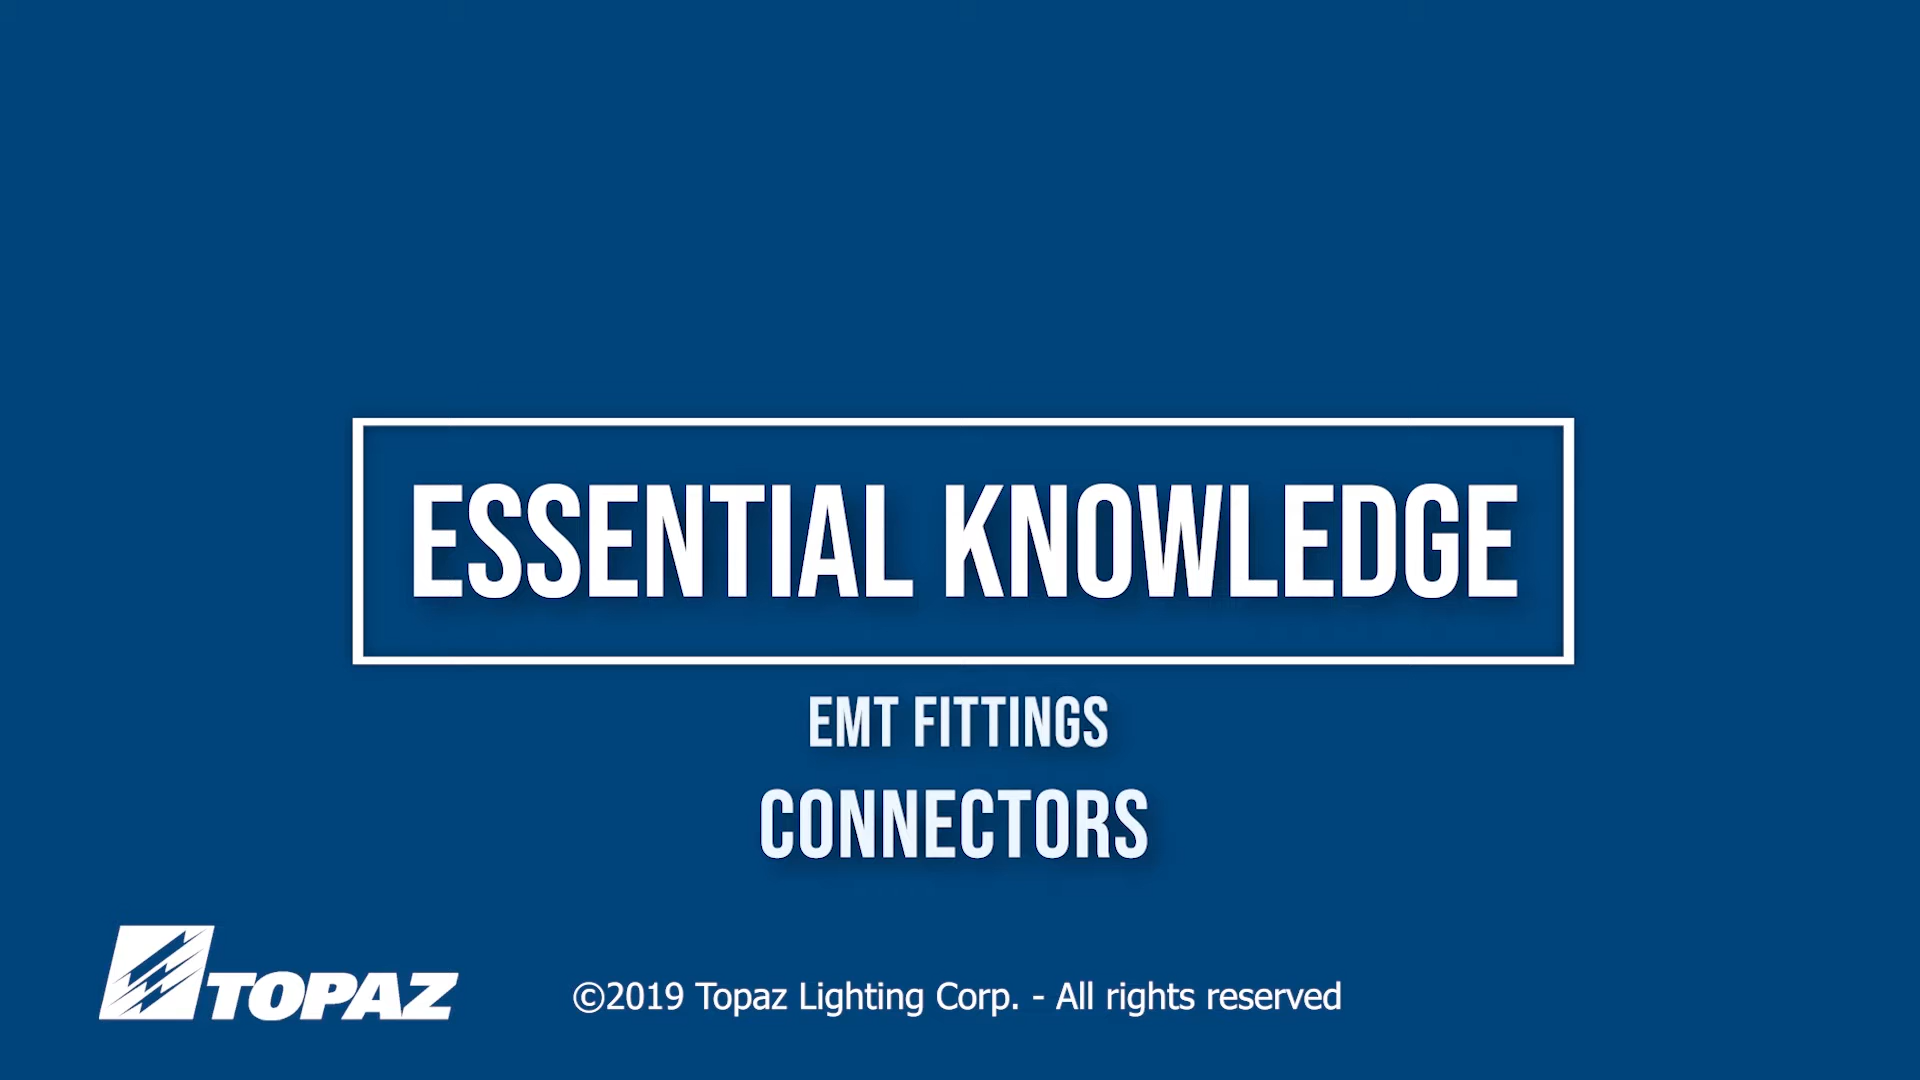 ESSENTIAL KNOWLEDGE
EMT FITTINGS
CONNECTORS
TOPAZ
©2019 Topaz Lighting Corp. - All rights reserved